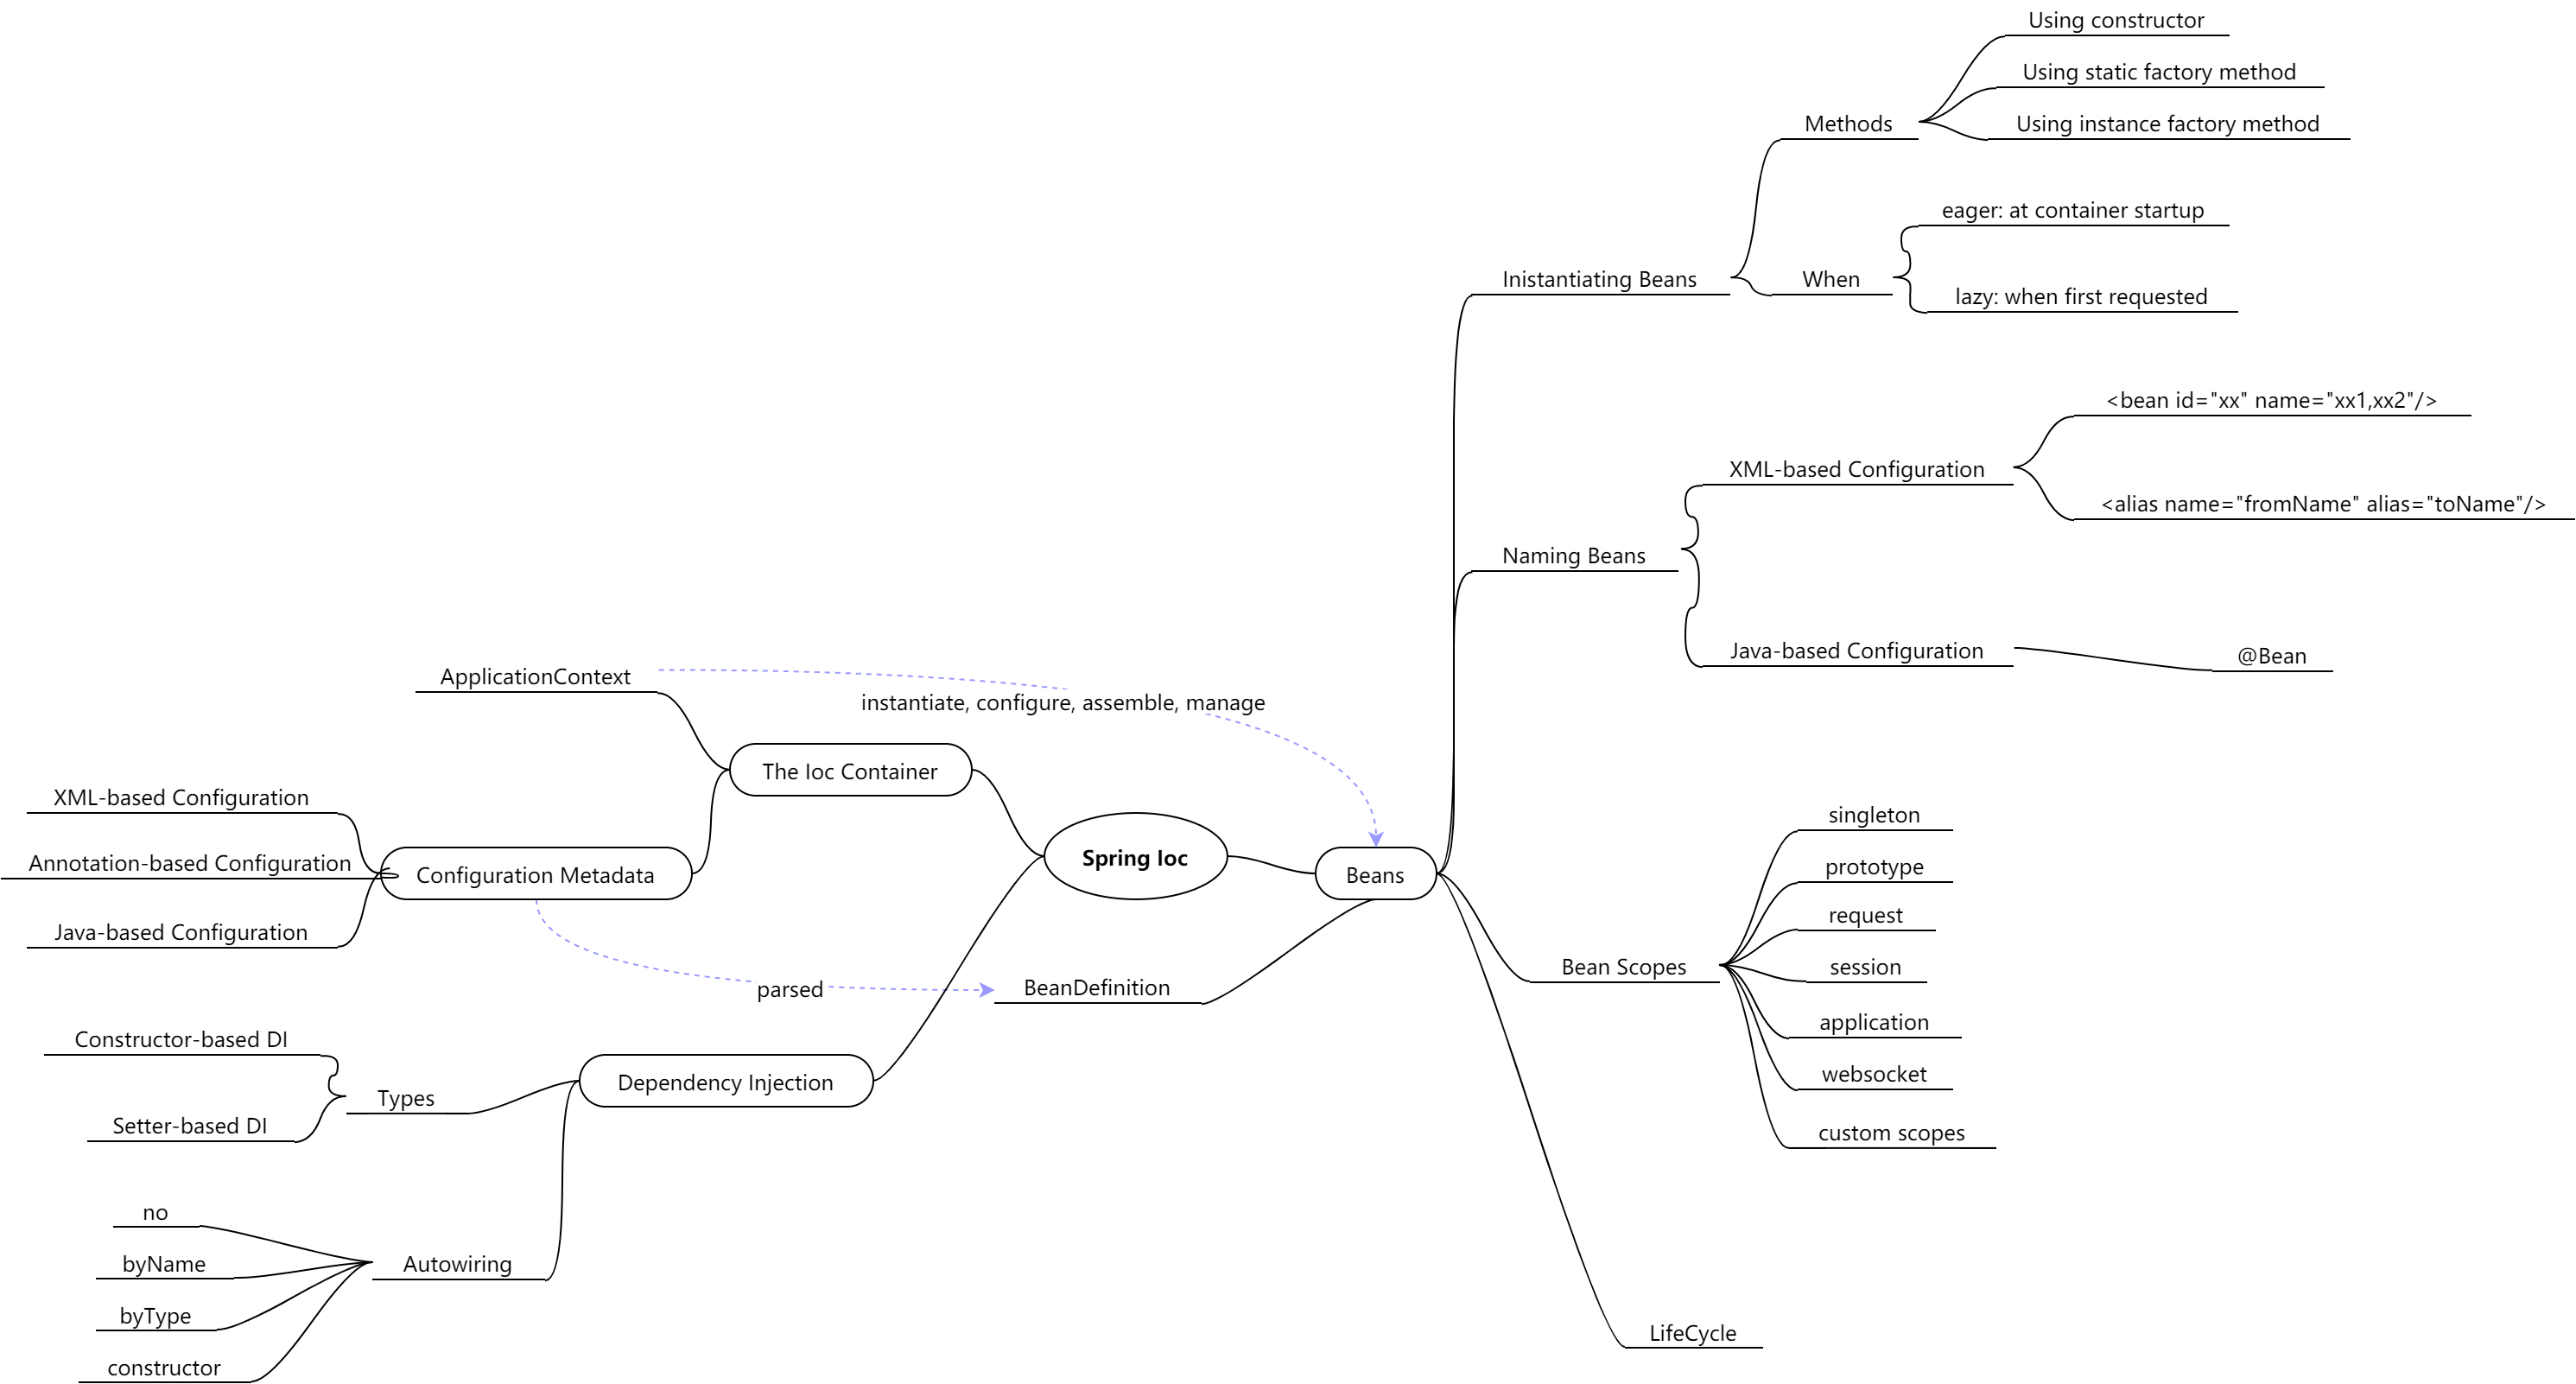 Using constructor
Using static factory method
Methods
Using instance factory method
eager: at container startup
Inistantiating Beans
When
lazy: when first requested
<bean id="xx" name="xx1,xx2"/>
XML-based Configuration
<alias name="fromName" alias="toName"/>
Naming Beans
Java-based Configuration
@Bean
ApplicationContext
instantiate, configure, assemble, manage
The Ioc Container
XML-based Configuration
Annotation-based Configuration
Configuration Metadata
Java-based Configuration
Spring Ioc
Beans
parsed
BeanDefinition
singleton
prototype
request
Bean Scopes
session
application
websocket
custom scopes
Constructor-based DI
Types
Setter-based DI
Dependency Injection
no
byName
Autowiring
byType
constructor
LifeCycle